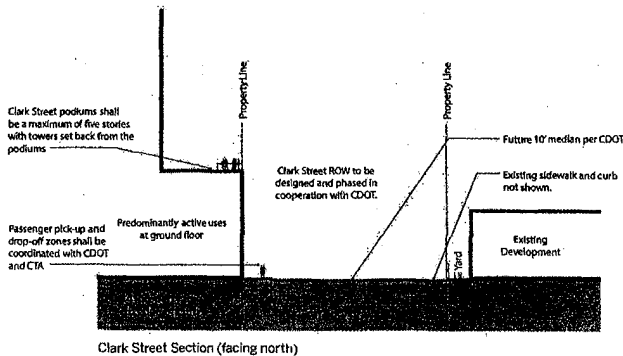 Property Line
Property Line
Clark Street podiums shall
be a maximum of five stories
with towers set back from the
podiums
Future 10' median per CDOT
Clark Street ROW to be
designed and phased in
cooperation with CDOT.
Existing sidewalk and curb
not shown.
Passenger pick-up and
drop-off zones shall be
coordinated with CDOT
and CTA
Predominantly active uses
at ground floor
Yard
Existing
Development
Clark Street Section (facing north)